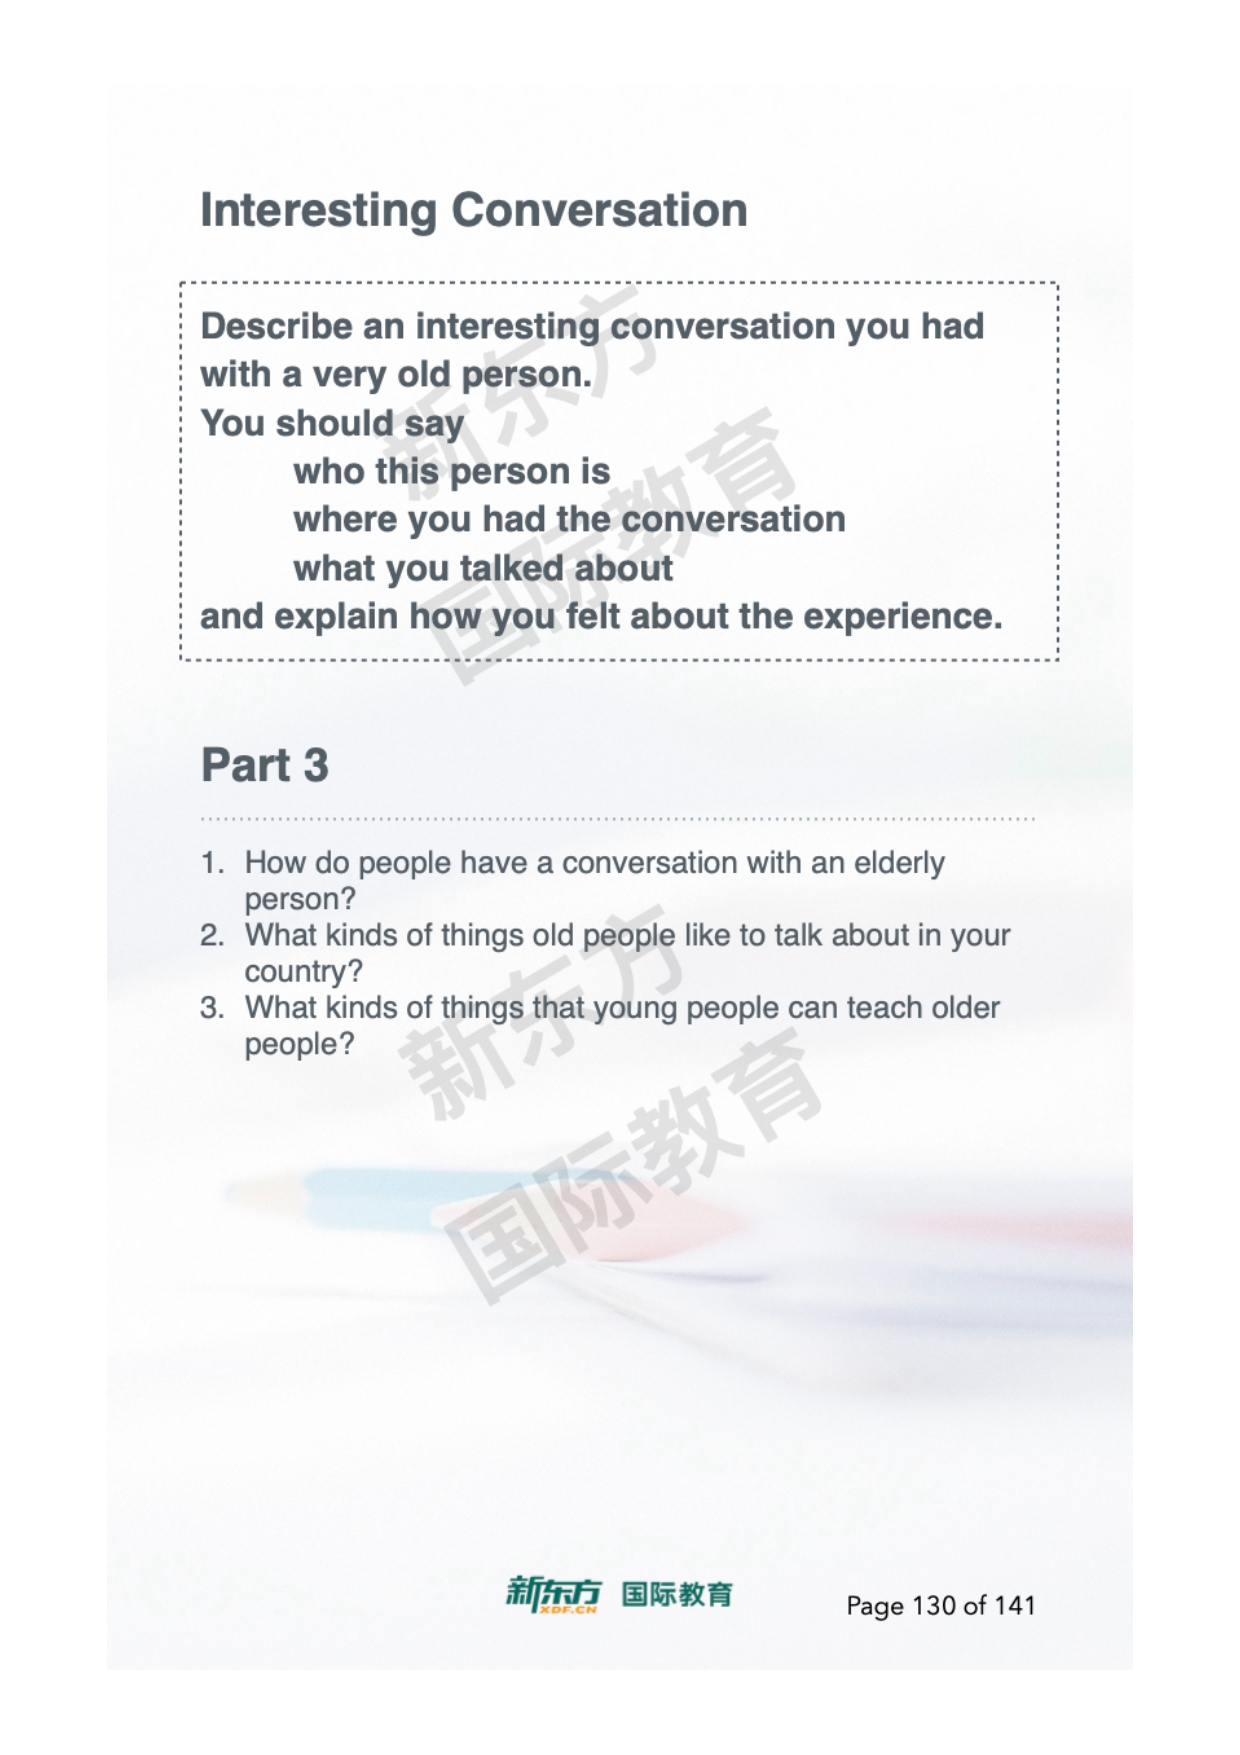 Interesting Conversation
Describe an interesting conversation you had
with a very old person.
You should say
who this person is
where you had the conversation
what you talked about
and explain how you felt about the experience.
新东方
国际教育
Part 3
1. How do people have a conversation with an elderly
person?
2. What kinds of things old people like to talk about in your
country?
3. What kinds of things that young people can teach older
people?
新东方
国际教育
新东方 XDF.CN 国际教育
Page 130 of 141